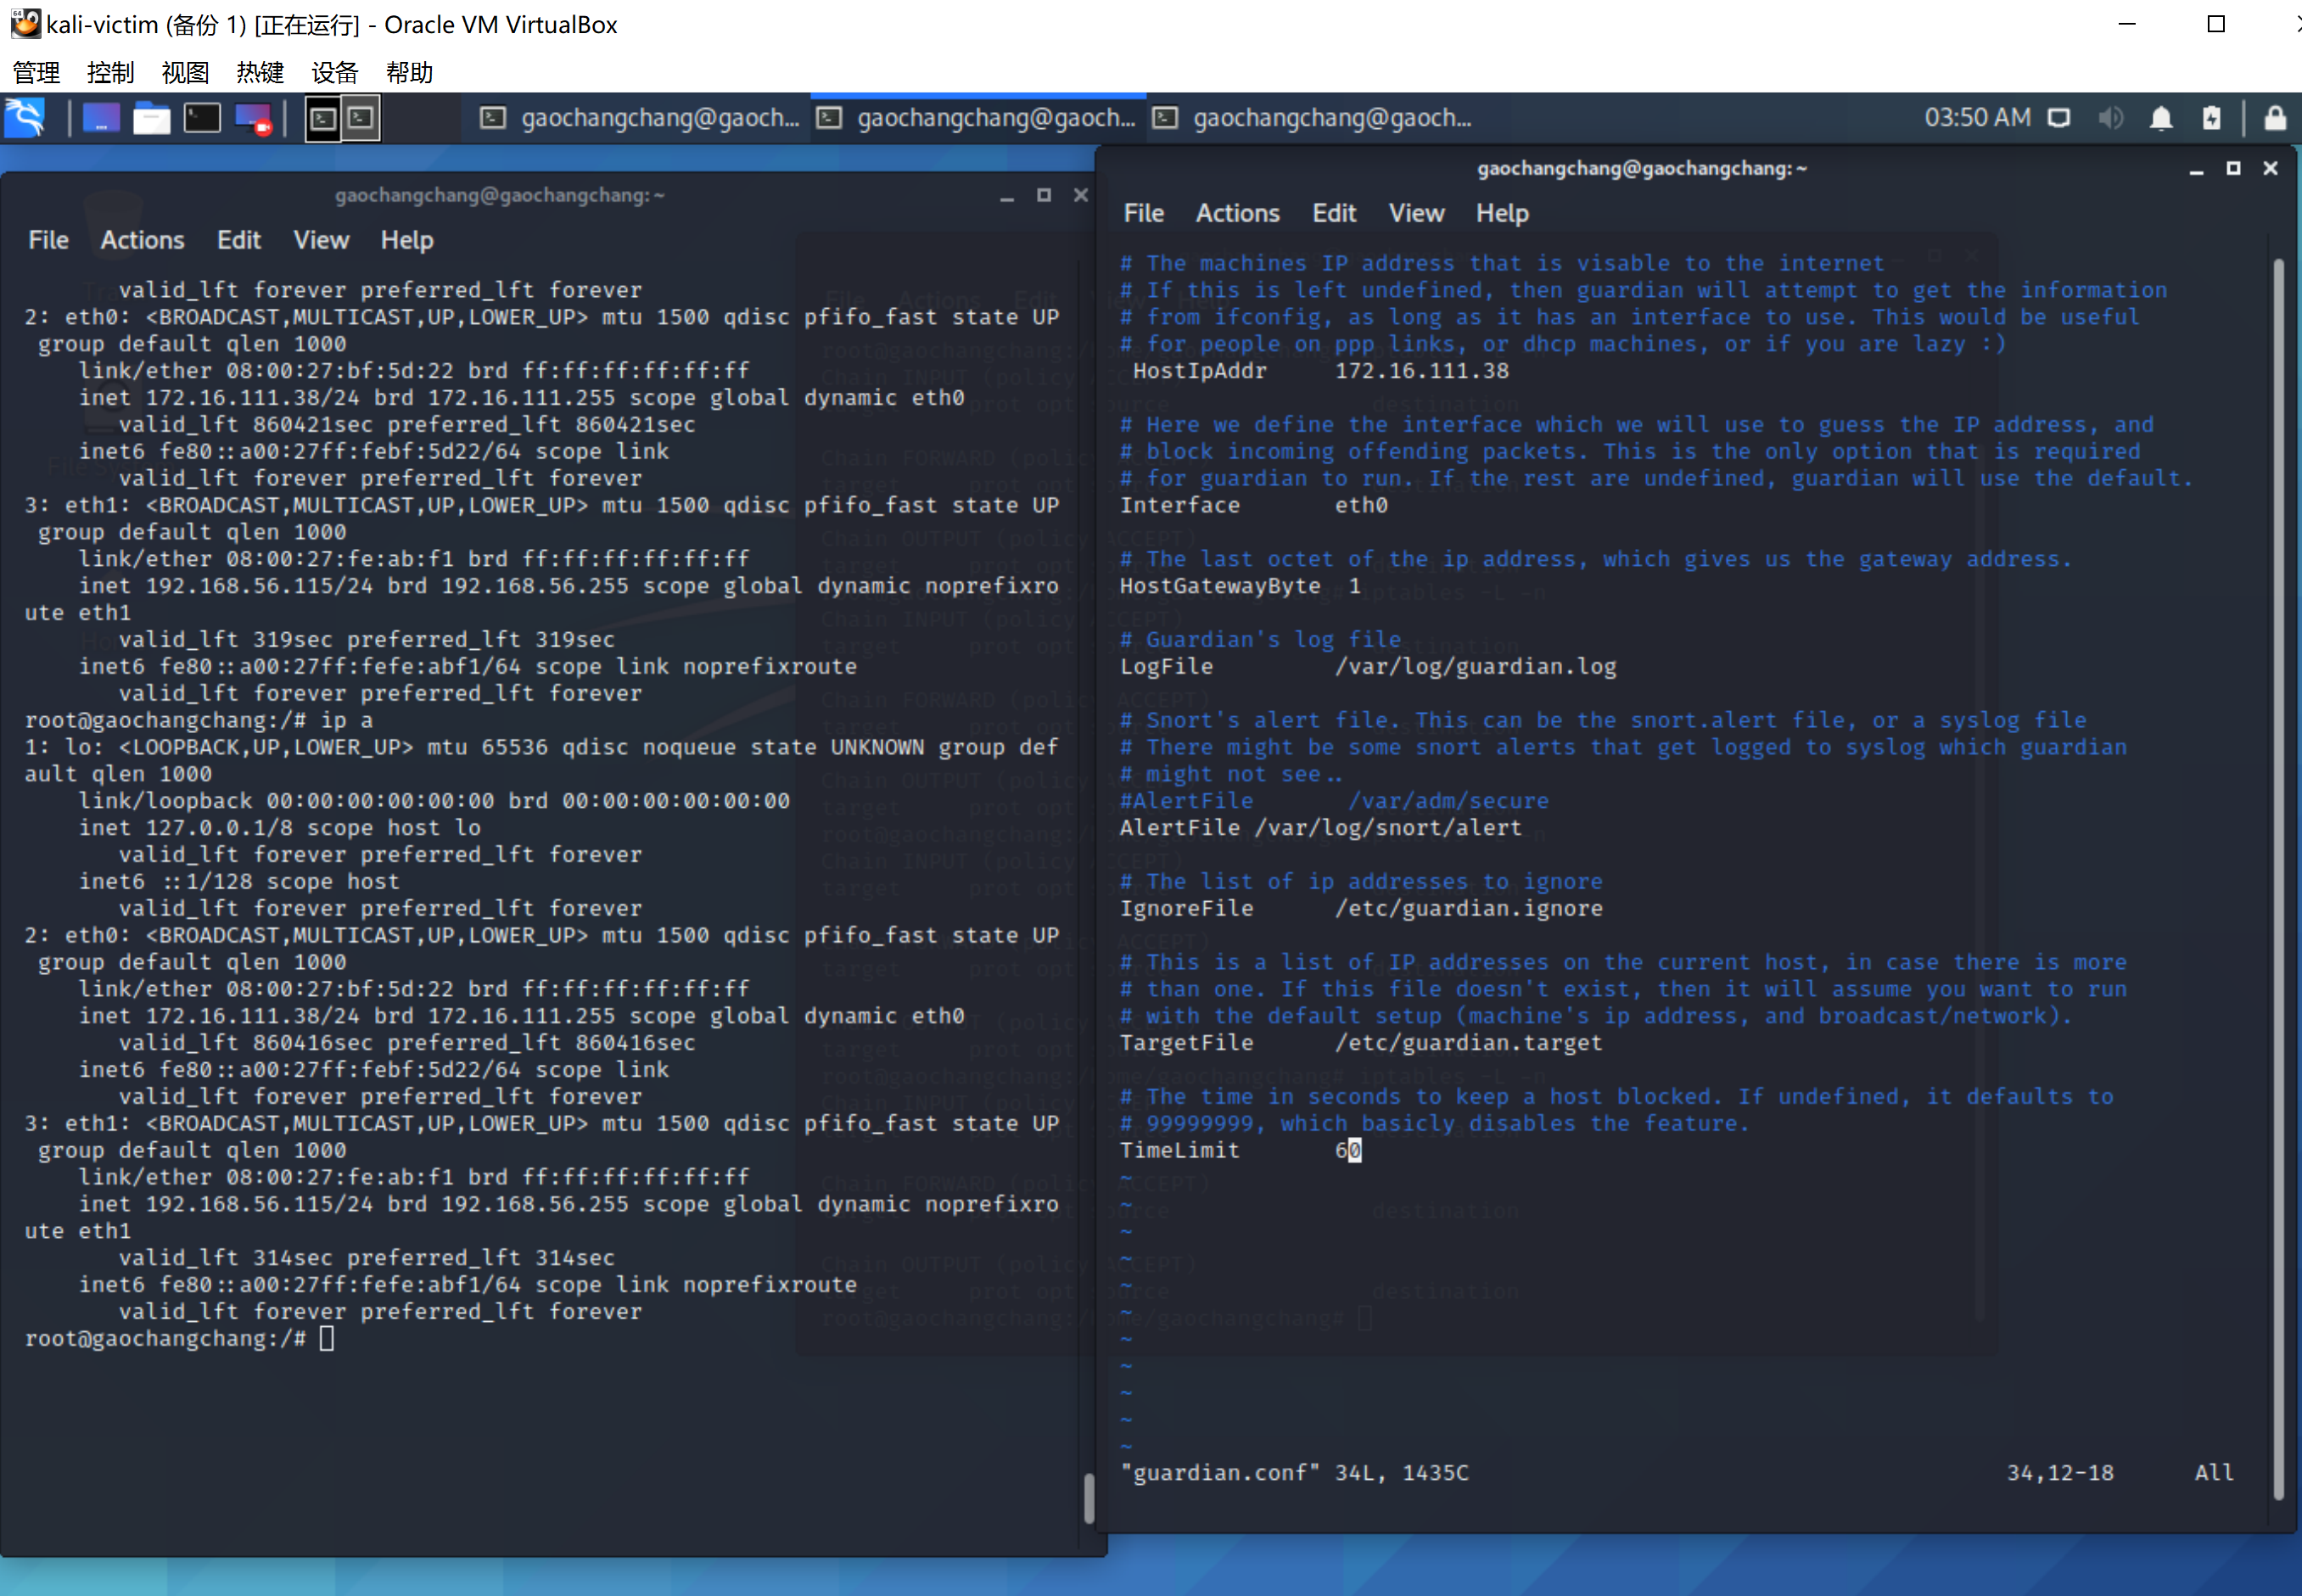 kali-victim (备份 1) [正在运行] - Oracle VM VirtualBox
管理 控制 视图 热键 设备 帮助
gaochangchang@gaoch... gaochangchang@gaoch... gaochangchang@gaoch... 03:50 AM
gaochangchang@gaochangchang:~
File Actions Edit View Help
valid_lft forever preferred_lft forever
2: eth0: <BROADCAST,MULTICAST,UP,LOWER_UP> mtu 1500 qdisc pfifo_fast state UP
group default qlen 1000
link/ether 08:00:27:bf:5d:22 brd ff:ff:ff:ff:ff:ff
inet 172.16.111.38/24 brd 172.16.111.255 scope global dynamic eth0
valid_lft 860421sec preferred_lft 860421sec
inet6 fe80::a00:27ff:febf:5d22/64 scope link
valid_lft forever preferred_lft forever
3: eth1: <BROADCAST,MULTICAST,UP,LOWER_UP> mtu 1500 qdisc pfifo_fast state UP
group default qlen 1000
link/ether 08:00:27:fe:ab:f1 brd ff:ff:ff:ff:ff:ff
inet 192.168.56.115/24 brd 192.168.56.255 scope global dynamic noprefixro
ute eth1
valid_lft 319sec preferred_lft 319sec
inet6 fe80::a00:27ff:fefe:abf1/64 scope link noprefixroute
valid_lft forever preferred_lft forever
root@gaochangchang:/# ip a
1: lo: <LOOPBACK,UP,LOWER_UP> mtu 65536 qdisc noqueue state UNKNOWN group def
ault qlen 1000
link/loopback 00:00:00:00:00:00 brd 00:00:00:00:00:00
inet 127.0.0.1/8 scope host lo
valid_lft forever preferred_lft forever
inet6 ::1/128 scope host
valid_lft forever preferred_lft forever
2: eth0: <BROADCAST,MULTICAST,UP,LOWER_UP> mtu 1500 qdisc pfifo_fast state UP
group default qlen 1000
link/ether 08:00:27:bf:5d:22 brd ff:ff:ff:ff:ff:ff
inet 172.16.111.38/24 brd 172.16.111.255 scope global dynamic eth0
valid_lft 860416sec preferred_lft 860416sec
inet6 fe80::a00:27ff:febf:5d22/64 scope link
valid_lft forever preferred_lft forever
3: eth1: <BROADCAST,MULTICAST,UP,LOWER_UP> mtu 1500 qdisc pfifo_fast state UP
group default qlen 1000
link/ether 08:00:27:fe:ab:f1 brd ff:ff:ff:ff:ff:ff
inet 192.168.56.115/24 brd 192.168.56.255 scope global dynamic noprefixro
ute eth1
valid_lft 314sec preferred_lft 314sec
inet6 fe80::a00:27ff:fefe:abf1/64 scope link noprefixroute
valid_lft forever preferred_lft forever
root@gaochangchang:/#
gaochangchang@gaochangchang:~
File Actions Edit View Help
# The machines IP address that is visable to the internet
# If this is left undefined, then guardian will attempt to get the information
# from ifconfig, as long as it has an interface to use. This would be useful
# for people on ppp links, or dhcp machines, or if you are lazy :)
HostIpAddr 172.16.111.38
# Here we define the interface which we will use to guess the IP address, and
# block incoming offending packets. This is the only option that is required
# for guardian to run. If the rest are undefined, guardian will use the default.
Interface eth0
# The last octet of the ip address, which gives us the gateway address.
HostGatewayByte 1
# Guardian's log file
LogFile /var/log/guardian.log
# Snort's alert file. This can be the snort.alert file, or a syslog file
# There might be some snort alerts that get logged to syslog which guardian
# might not see..
#AlertFile /var/adm/secure
AlertFile /var/log/snort/alert
# The list of ip addresses to ignore
IgnoreFile /etc/guardian.ignore
# This is a list of IP addresses on the current host, in case there is more
# than one. If this file doesn't exist, then it will assume you want to run
# with the default setup (machine's ip address, and broadcast/network).
TargetFile /etc/guardian.target
# The time in seconds to keep a host blocked. If undefined, it defaults to
# 99999999, which basicly disables the feature.
TimeLimit 60
~
~
~
~
~
~
~
~
~
~
~
"guardian.conf" 34L, 1435C 34,12-18 All